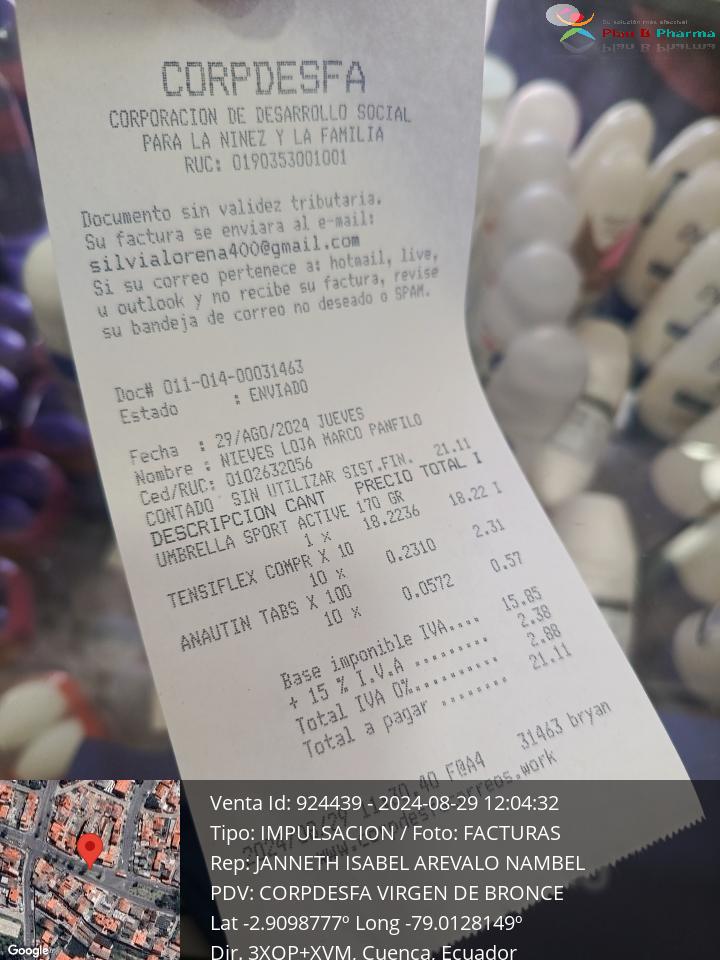 Su solución más efectiva!
Plan B Pharma
CORPDESFA
CORPORACION DE DESARROLLO SOCIAL
PARA LA NINEZ Y LA FAMILIA
RUC: 0190353001001
Documento sin validez tributaria.
Su factura se enviara al e-mail:
silvialorena400@gmail.com
Si su correo pertenece a: hotmail, live,
u outlook y no recibe su factura, revise
su bandeja de correo no deseado o SPAM.
Doc# 011-014-00031463
Estado : ENVIADO
Fecha : 29/AGO/2024 JUEVES
Nombre : NIEVES LOJA MARCO PANFILO
Ced/RUC: 0102632056
CONTADO SIN UTILIZAR SIST.FIN. 21.11
DESCRIPCION CANT PRECIO TOTAL I
UMBRELLA SPORT ACTIVE 170 GR
1 x 18.2236 18.22 I
TENSIFLEX COMPR X 10
10 x 0.2310 2.31
ANAUTIN TABS X 100
10 x 0.0572 0.57
Base imponible IVA.... 15.85
+ 15 % I.V.A ......... 2.38
Total IVA 0%........... 2.88
Total a pagar ........ 21.11
F@A4 31463 bryan
Venta Id: 924439 - 2024-08-29 12:04:32
Tipo: IMPULSACION / Foto: FACTURAS
Rep: JANNETH ISABEL AREVALO NAMBEL
PDV: CORPDESFA VIRGEN DE BRONCE
Lat -2.9098777º Long -79.0128149º
Dir. 3XQP+XVM, Cuenca, Ecuador
Google